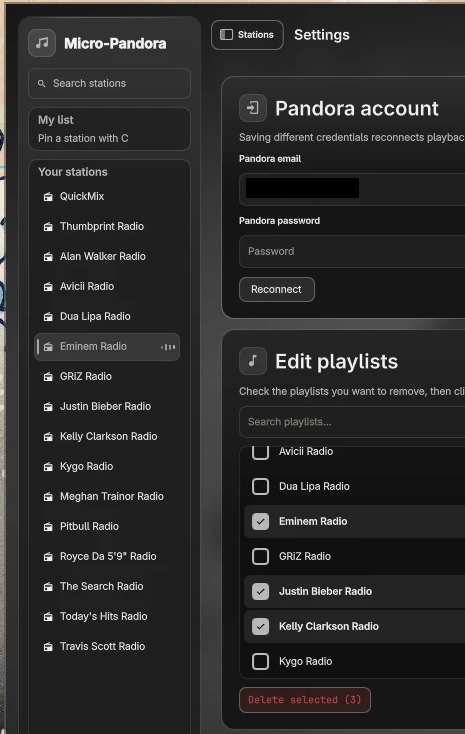 Micro-Pandora
Search stations
My list
Pin a station with C
Your stations
QuickMix
Thumbprint Radio
Alan Walker Radio
Avicii Radio
Dua Lipa Radio
Eminem Radio
GRiZ Radio
Justin Bieber Radio
Kelly Clarkson Radio
Kygo Radio
Meghan Trainor Radio
Pitbull Radio
Royce Da 5'9" Radio
The Search Radio
Today's Hits Radio
Travis Scott Radio
Stations
Settings
Pandora account
Saving different credentials reconnects playbac
Pandora email
Pandora password
Password
Reconnect
Edit playlists
Check the playlists you want to remove, then cli
Search playlists...
Avicii Radio
Dua Lipa Radio
Eminem Radio
GRiZ Radio
Justin Bieber Radio
Kelly Clarkson Radio
Kygo Radio
Delete selected (3)